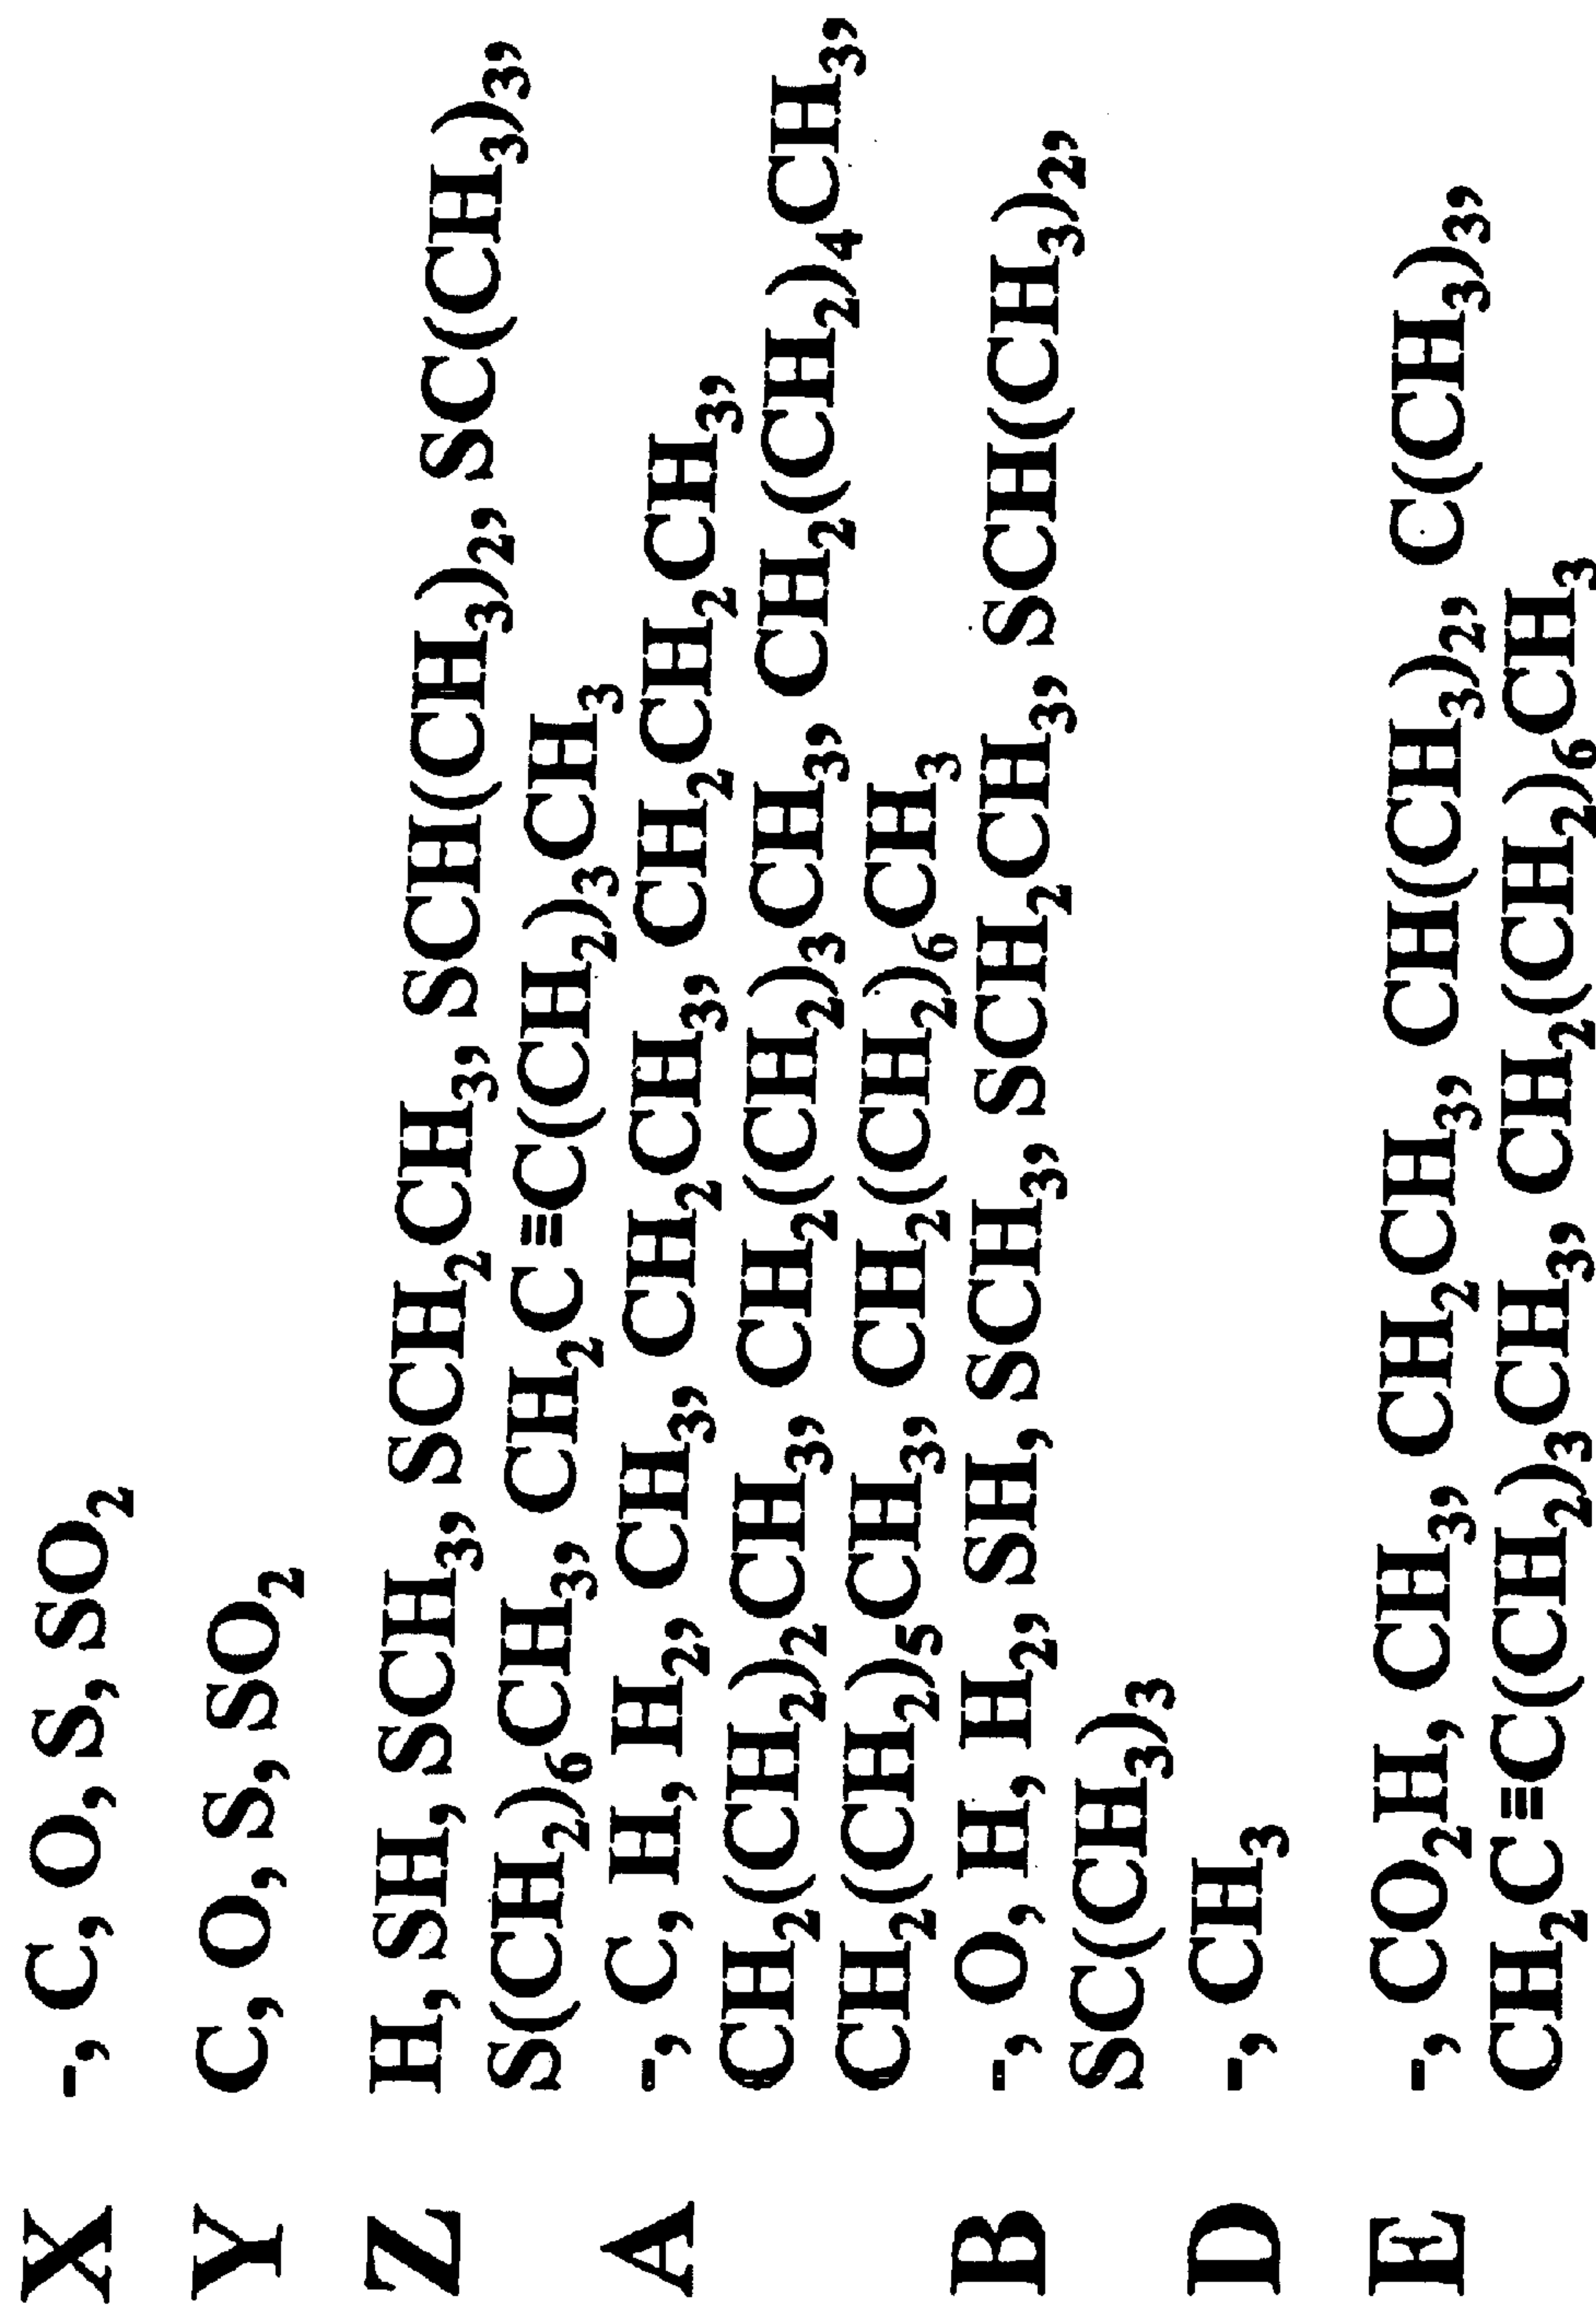 X -, C, O, S, SO₂
Y C, O, S, SO₂
Z H, SH, SCH₃, SCH₂CH₃, SCH(CH₃)₂, SC(CH₃)₃,
S(CH₂)₆CH₃, CH₂C≡C(CH₂)₃CH₃
A -, C, H, H₂, CH₃, CH₂CH₃, CH₂CH₂CH₃,
CH₂(CH₂)₂CH₃, CH₂(CH₂)₃CH₃, CH₂(CH₂)₄CH₃,
CH₂(CH₂)₅CH₃, CH₂(CH₂)₆CH₃
B -, O, H, H₂, SH, SCH₃, SCH₂CH₃, SCH(CH₃)₂,
SC(CH₃)₃
D -, CH₃
E -, CO₂H, CH₃, CH₂CH₃, CH(CH₃)₂, C(CH₃)₃,
CH₂C≡C(CH₂)₃CH₃, CH₂(CH₂)₆CH₃